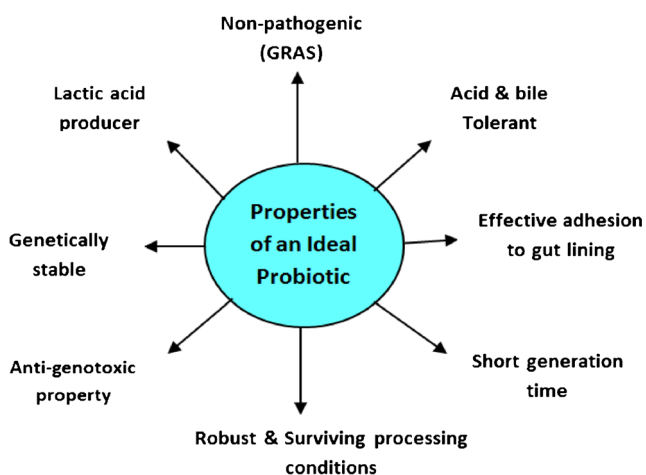 Non-pathogenic
(GRAS)
Lactic acid
producer
Acid & bile
Tolerant
Properties
of an Ideal
Probiotic
Genetically
stable
Effective adhesion
to gut lining
Anti-genotoxic
property
Short generation
time
Robust & Surviving processing
conditions